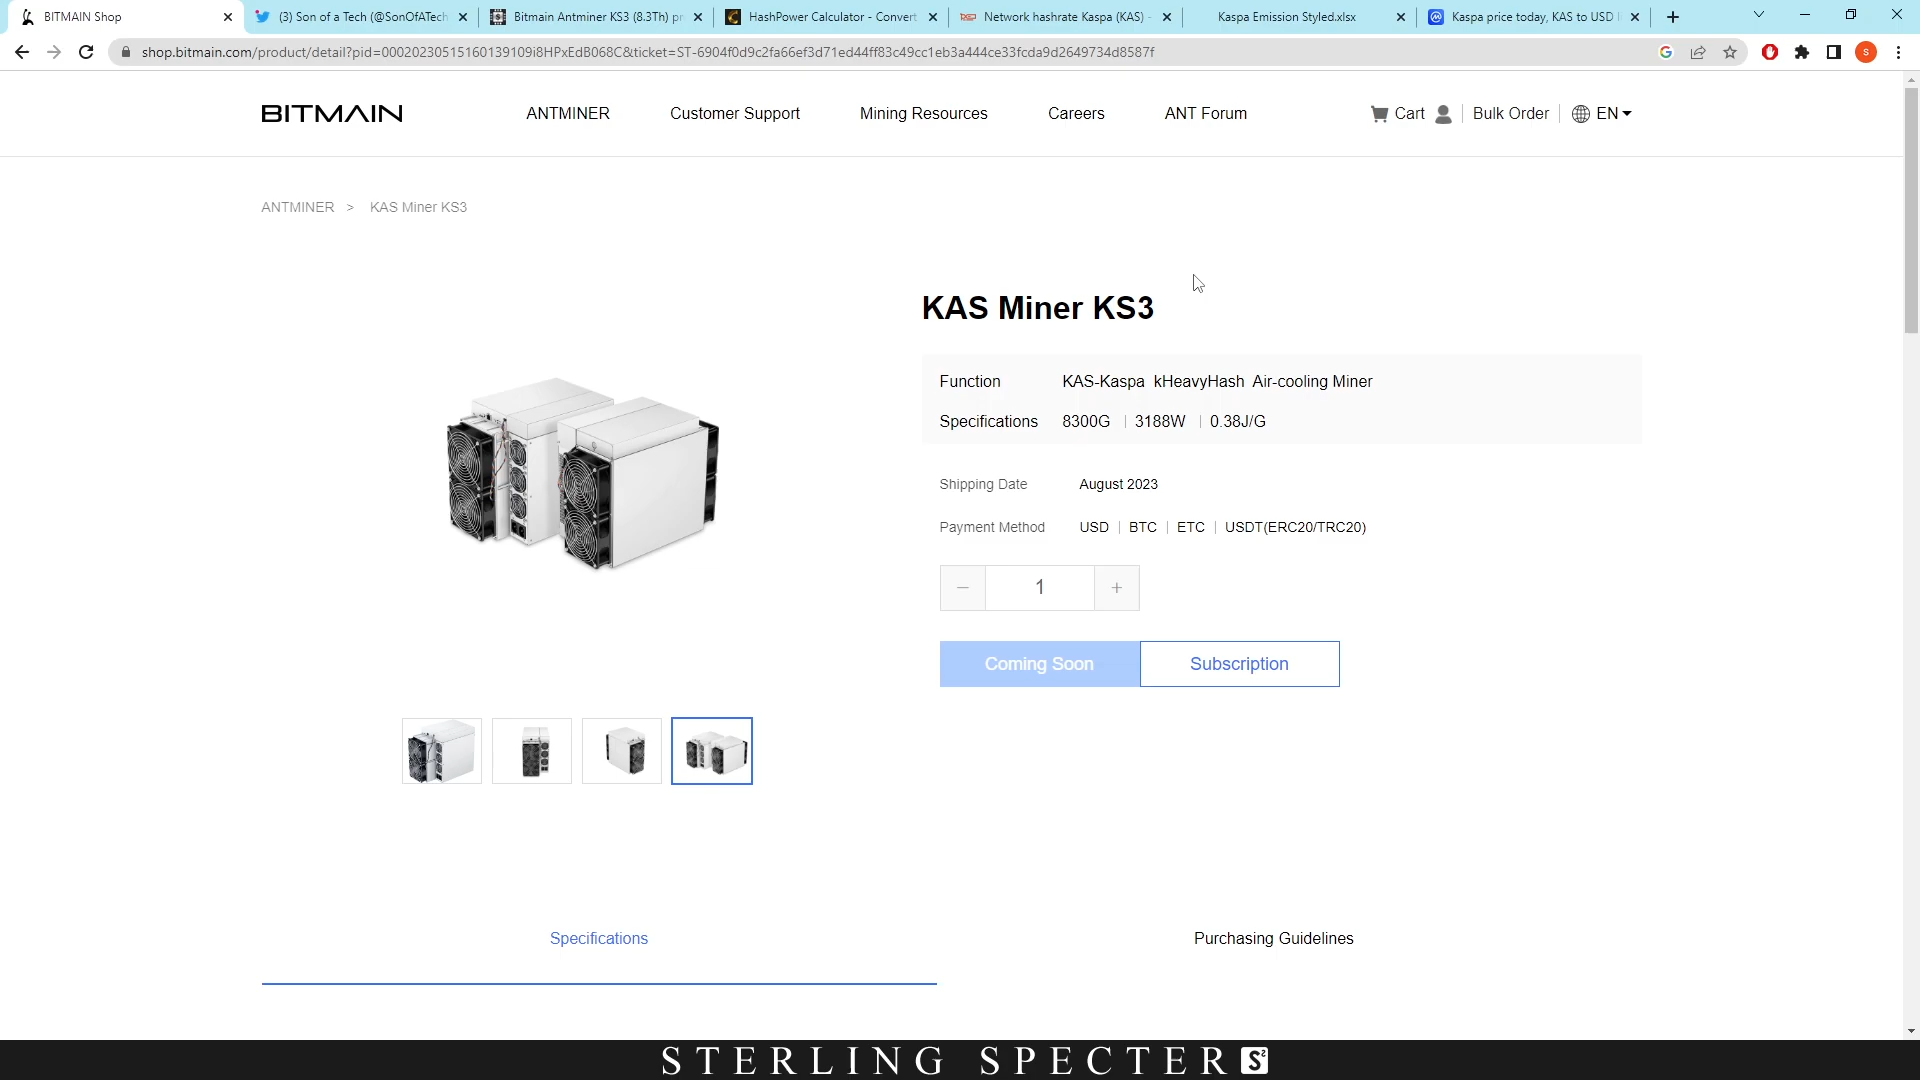 BITMAIN Shop
(3) Son of a Tech (@SonOfATech
Bitmain Antminer KS3 (8.3Th) pr
HashPower Calculator - Convert
Network hashrate Kaspa (KAS) -
Kaspa Emission Styled.xlsx
Kaspa price today, KAS to USD l
shop.bitmain.com/product/detail?pid=00020230515160139109i8HPxEdB068C&ticket=ST-6904f0d9c2fa66ef3d71ed44ff83c49cc1eb3a444ce33fcda9d2649734d8587f
S
BITMAIN
ANTMINER
Customer Support
Mining Resources
Careers
ANT Forum
Cart
Bulk Order
EN
ANTMINER > KAS Miner KS3
KAS Miner KS3
Function KAS-Kaspa kHeavyHash Air-cooling Miner
Specifications 8300G | 3188W | 0.38J/G
Shipping Date August 2023
Payment Method USD | BTC | ETC | USDT(ERC20/TRC20)
− 1 +
Coming Soon
Subscription
Specifications
Purchasing Guidelines
STERLING SPECTER S²